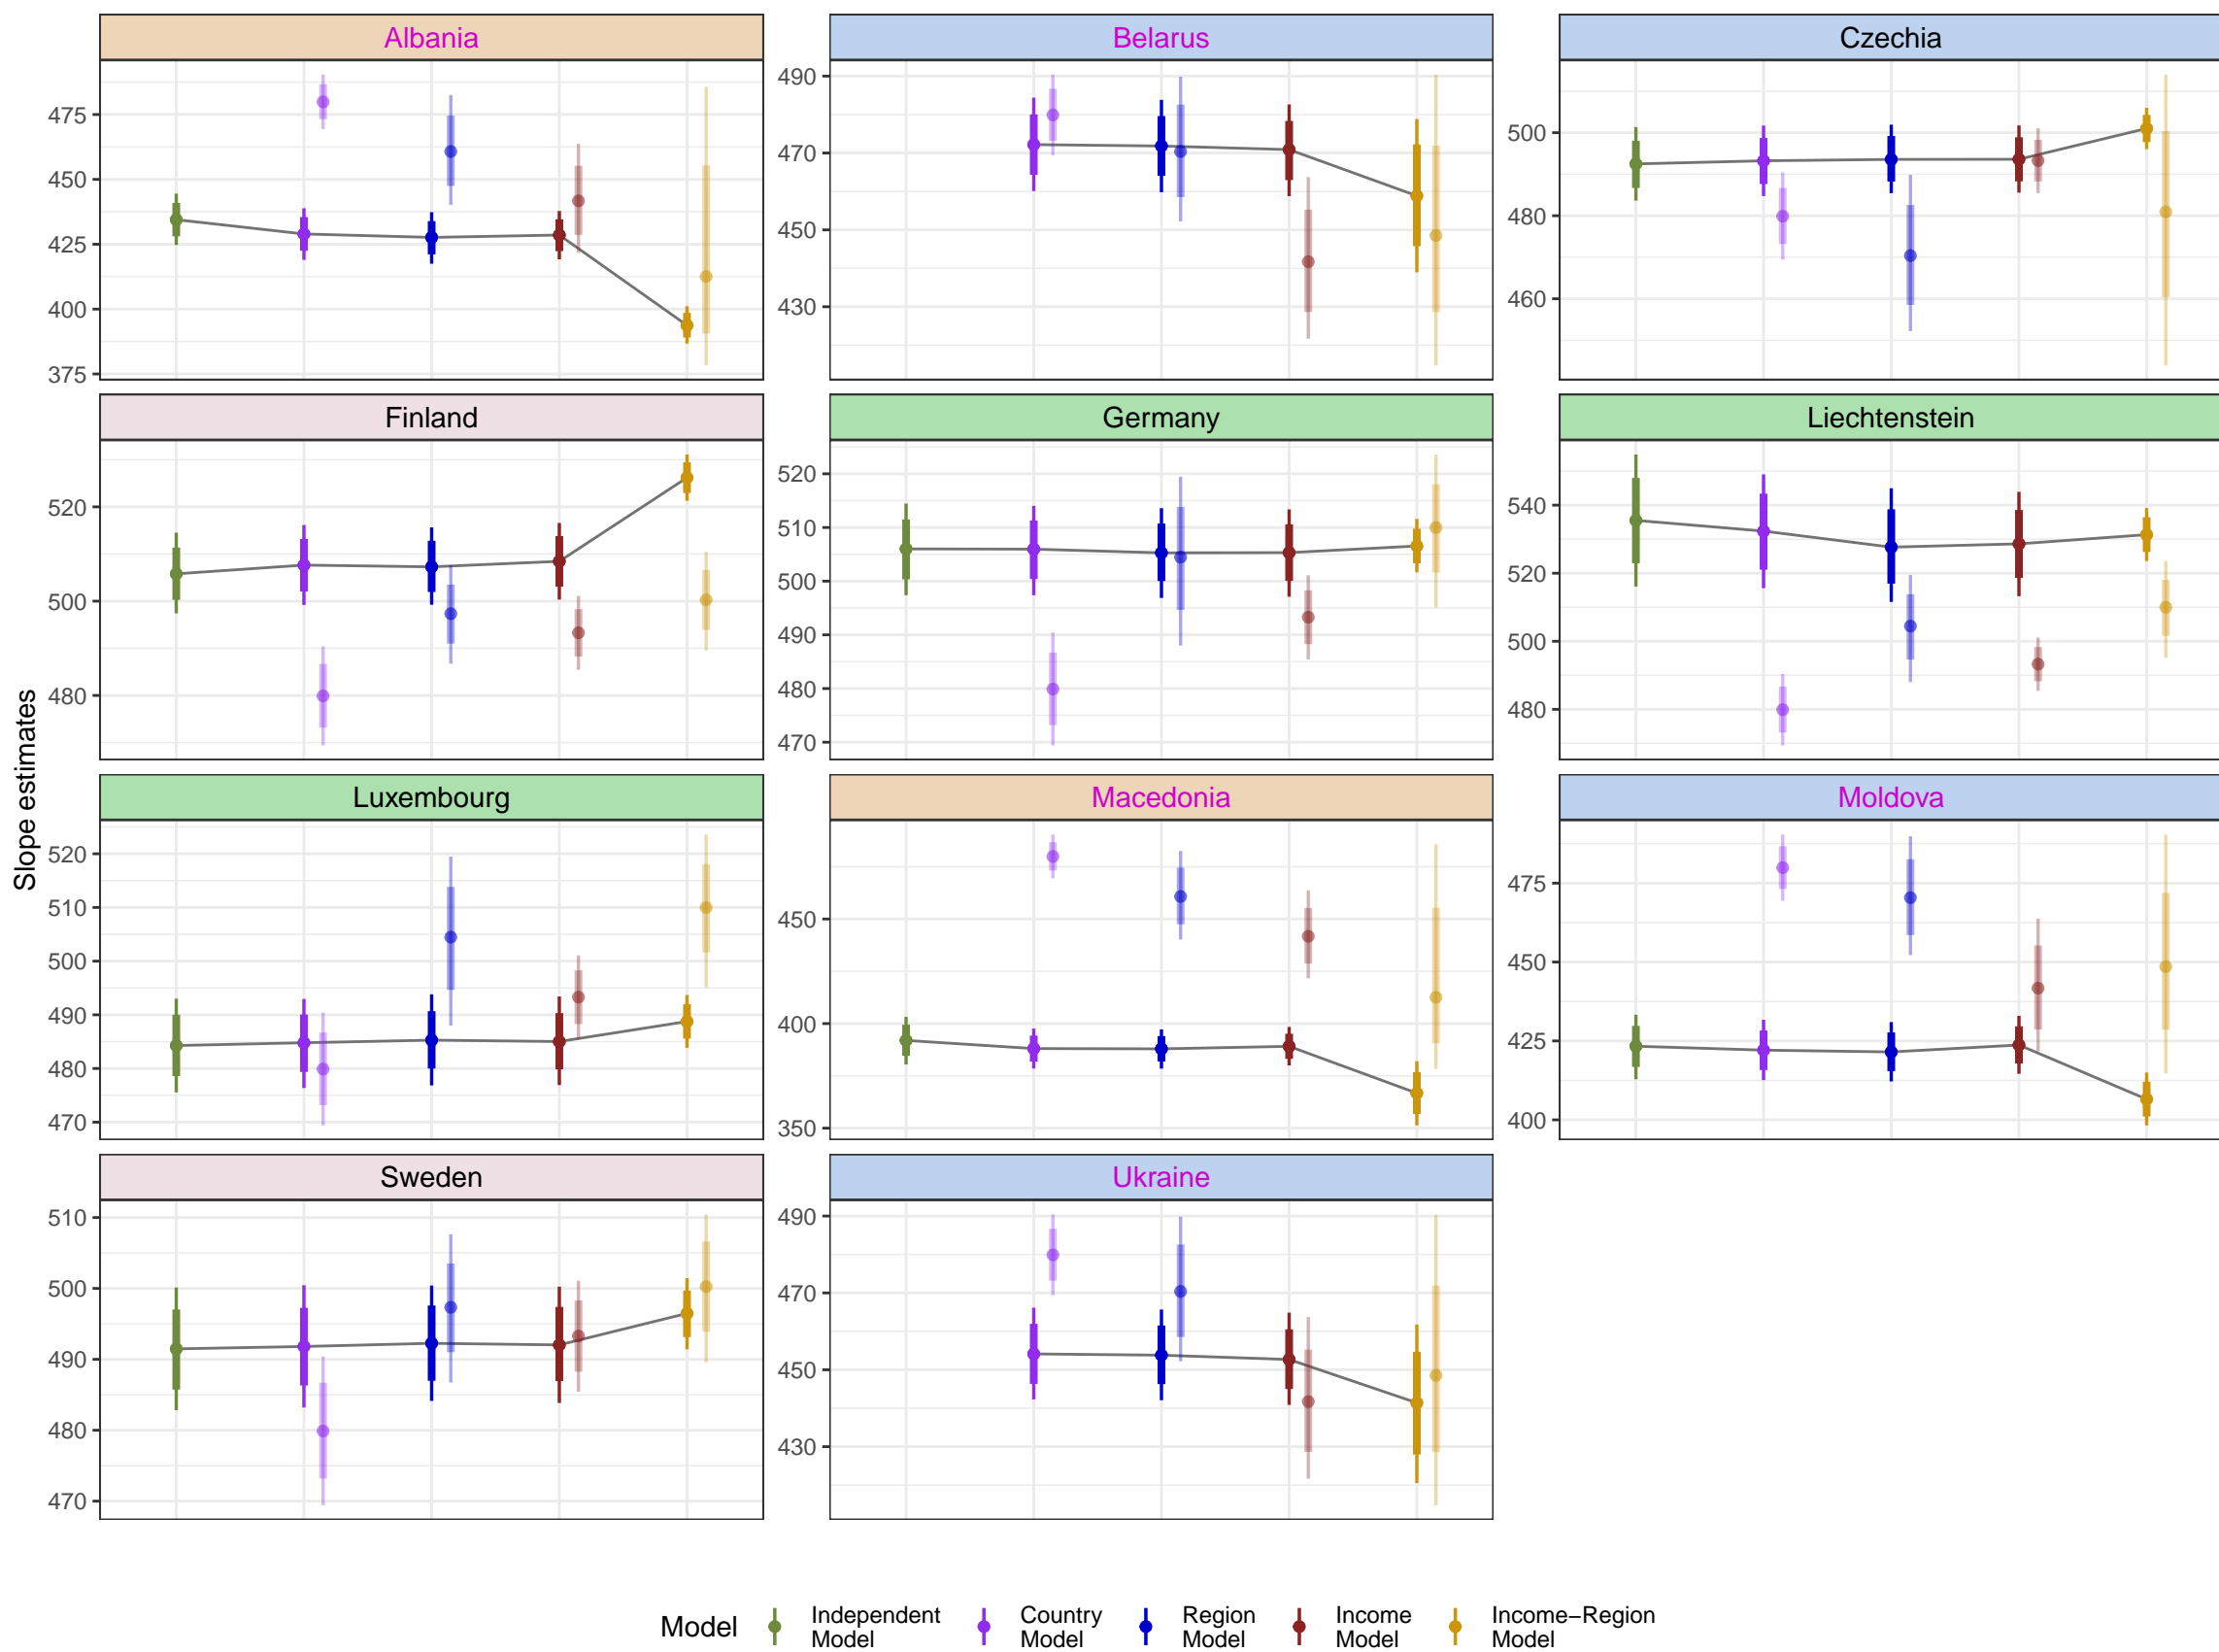 Albania
Belarus
Czechia
475
450
425
400
375
490
470
450
430
500
480
460
Finland
Germany
Liechtenstein
520
500
480
520
510
500
490
480
470
540
520
500
480
Slope estimates
Luxembourg
Macedonia
Moldova
520
510
500
490
480
470
450
400
350
475
450
425
400
Sweden
Ukraine
510
500
490
480
470
490
470
450
430
Model
Independent
Model
Country
Model
Region
Model
Income
Model
Income−Region
Model